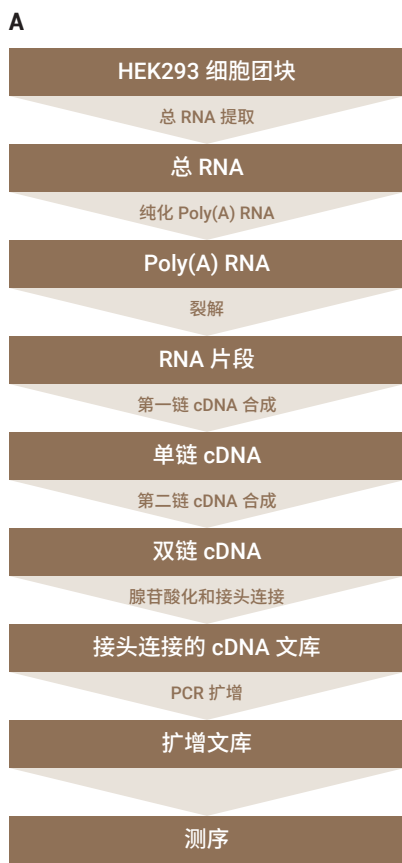 A
HEK293 细胞团块
总 RNA 提取
总 RNA
纯化 Poly(A) RNA
Poly(A) RNA
裂解
RNA 片段
第一链 cDNA 合成
单链 cDNA
第二链 cDNA 合成
双链 cDNA
腺苷酸化和接头连接
接头连接的 cDNA 文库
PCR 扩增
扩增文库
测序